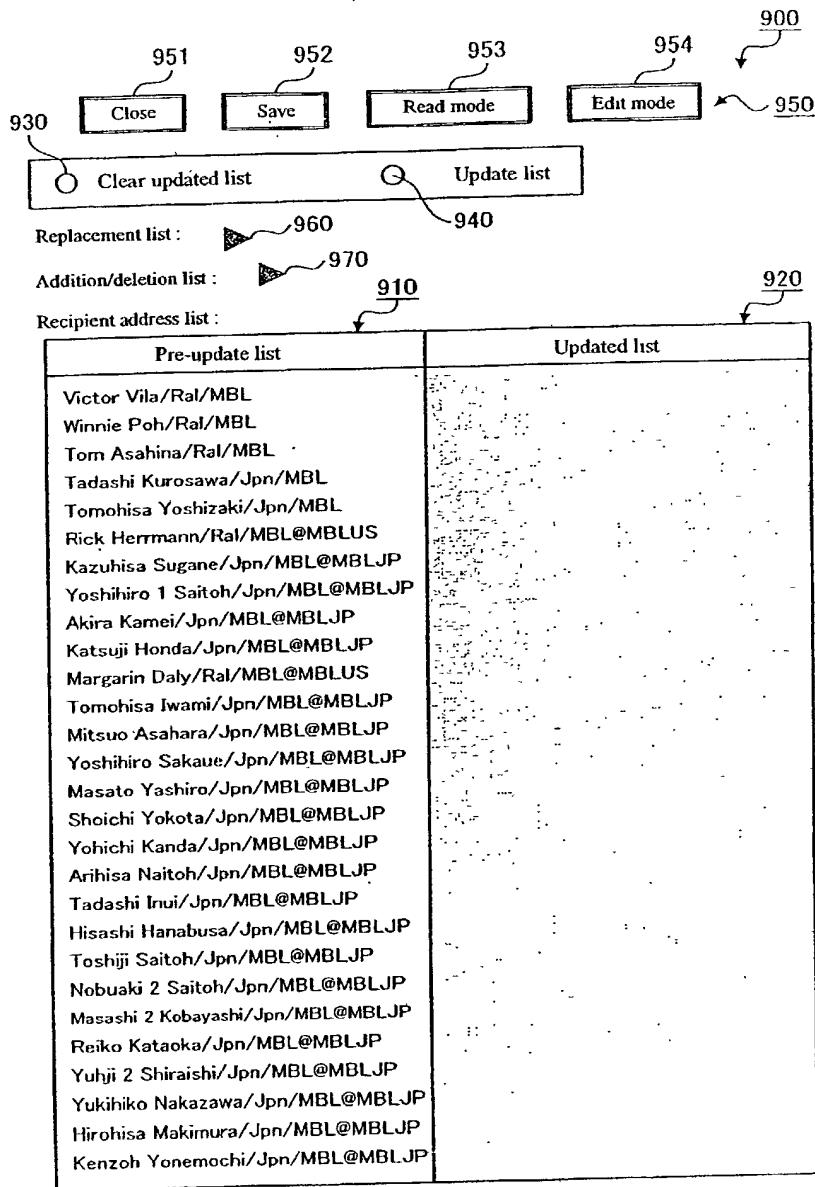 900
951 952 953 954
Close Save Read mode Edit mode 950
930
Clear updated list Update list
940
Replacement list : 960
Addition/deletion list : 970
Recipient address list : 910 920
Pre-update list Updated list
Victor Vila/Ral/MBL
Winnie Poh/Ral/MBL
Tom Asahina/Ral/MBL
Tadashi Kurosawa/Jpn/MBL
Tomohisa Yoshizaki/Jpn/MBL
Rick Herrmann/Ral/MBL@MBLUS
Kazuhisa Sugane/Jpn/MBL@MBLJP
Yoshihiro 1 Saitoh/Jpn/MBL@MBLJP
Akira Kamei/Jpn/MBL@MBLJP
Katsuji Honda/Jpn/MBL@MBLJP
Margarin Daly/Ral/MBL@MBLUS
Tomohisa Iwami/Jpn/MBL@MBLJP
Mitsuo Asahara/Jpn/MBL@MBLJP
Yoshihiro Sakaue/Jpn/MBL@MBLJP
Masato Yashiro/Jpn/MBL@MBLJP
Shoichi Yokota/Jpn/MBL@MBLJP
Yohichi Kanda/Jpn/MBL@MBLJP
Arihisa Naitoh/Jpn/MBL@MBLJP
Tadashi Inui/Jpn/MBL@MBLJP
Hisashi Hanabusa/Jpn/MBL@MBLJP
Toshiji Saitoh/Jpn/MBL@MBLJP
Nobuaki 2 Saitoh/Jpn/MBL@MBLJP
Masashi 2 Kobayashi/Jpn/MBL@MBLJP
Reiko Kataoka/Jpn/MBL@MBLJP
Yuhji 2 Shiraishi/Jpn/MBL@MBLJP
Yukihiko Nakazawa/Jpn/MBL@MBLJP
Hirohisa Makimura/Jpn/MBL@MBLJP
Kenzoh Yonemochi/Jpn/MBL@MBLJP